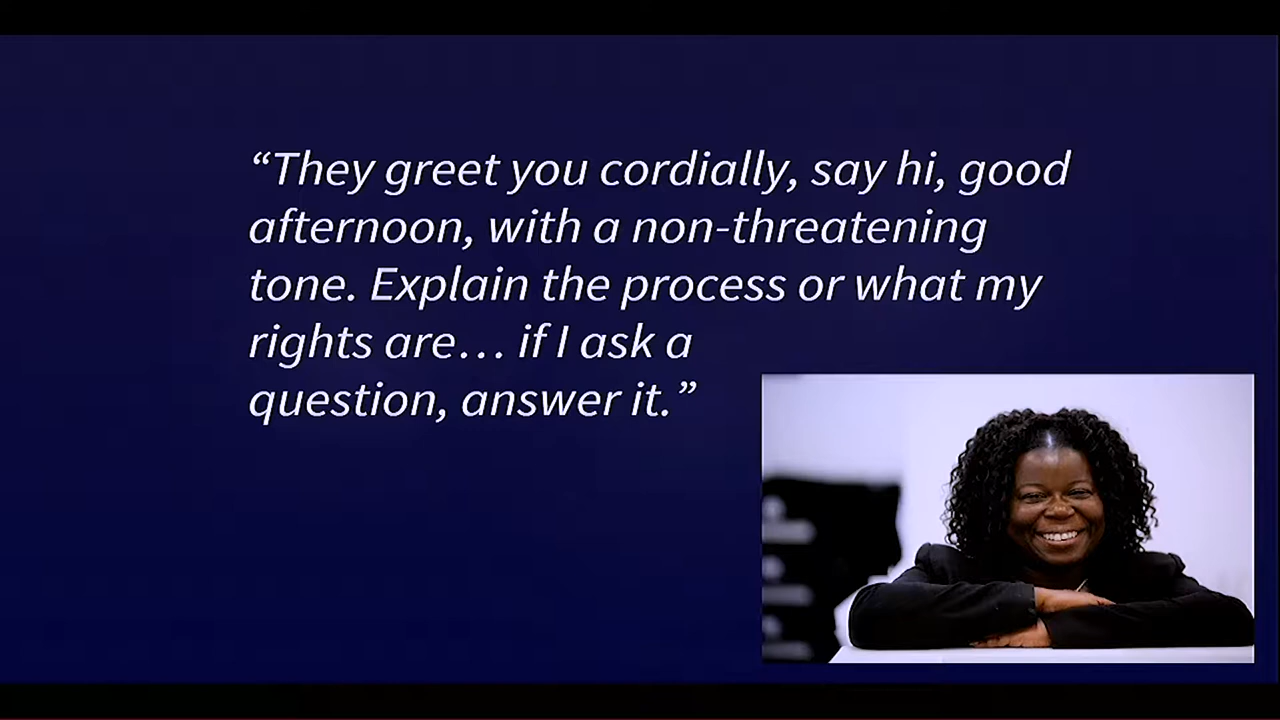 “They greet you cordially, say hi, good
afternoon, with a non-threatening
tone. Explain the process or what my
rights are… if I ask a
question, answer it.”